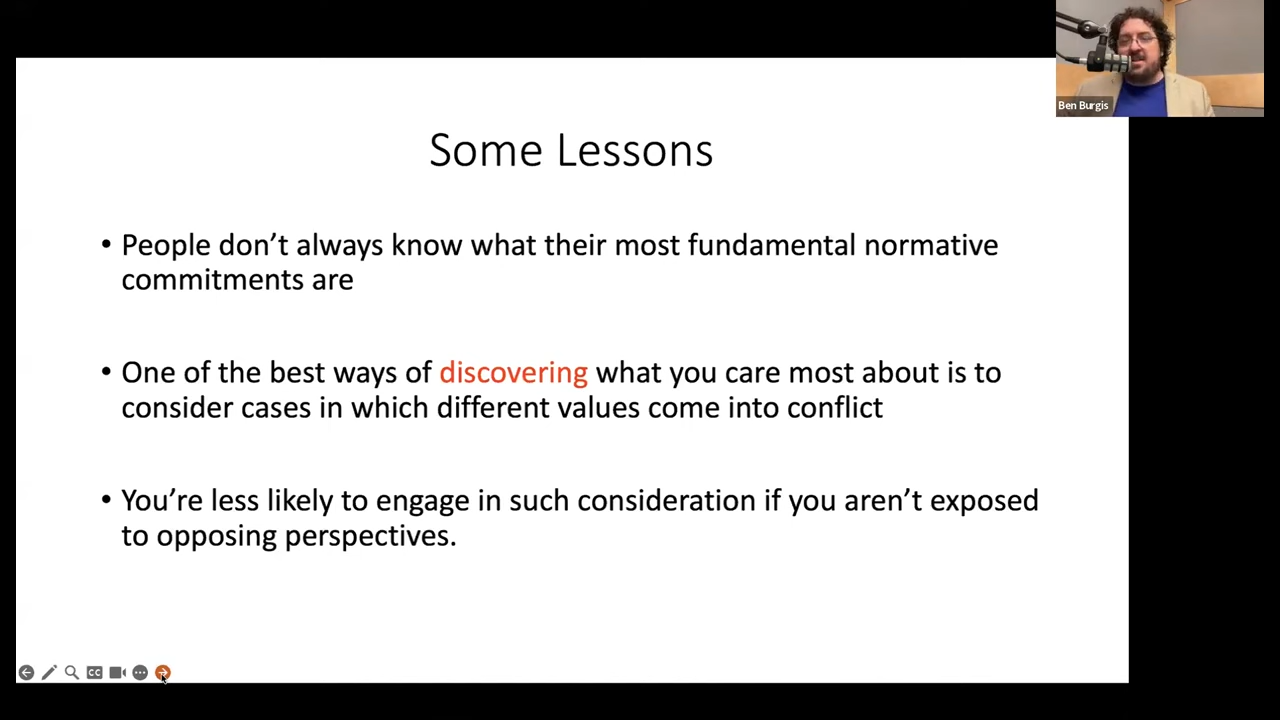 Ben Burgis
Some Lessons
• People don’t always know what their most fundamental normative
commitments are
• One of the best ways of discovering what you care most about is to
consider cases in which different values come into conflict
• You’re less likely to engage in such consideration if you aren’t exposed
to opposing perspectives.
CC